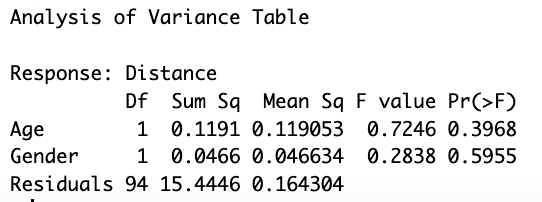 Analysis of Variance Table
Response: Distance
Df Sum Sq Mean Sq F value Pr(>F)
Age 1 0.1191 0.119053 0.7246 0.3968
Gender 1 0.0466 0.046634 0.2838 0.5955
Residuals 94 15.4446 0.164304